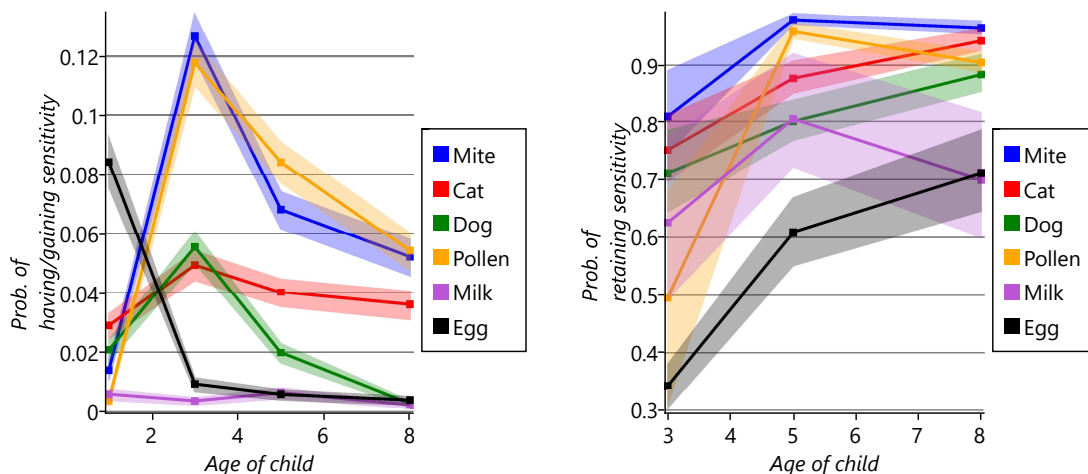 Prob. of
having/gaining sensitivity
0.12
0.1
0.08
0.06
0.04
0.02
0
2
4
6
8
Age of child
Mite
Cat
Dog
Pollen
Milk
Egg
Prob. of
retaining sensitivity
0.9
0.8
0.7
0.6
0.5
0.4
0.3
3
4
5
6
7
8
Age of child
Mite
Cat
Dog
Pollen
Milk
Egg